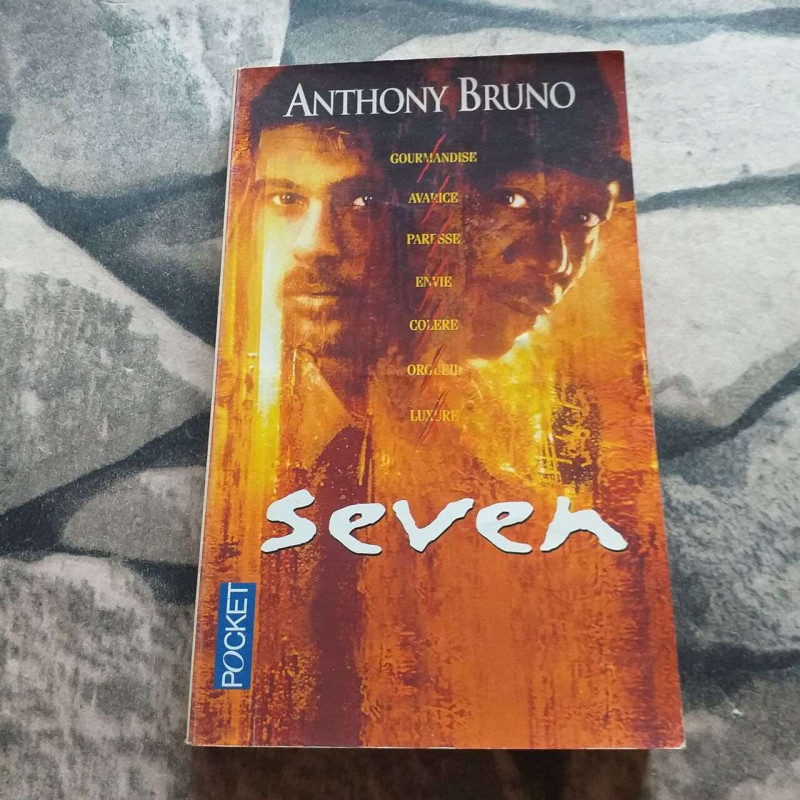 ANTHONY BRUNO
GOURMANDISE
AVARICE
PARESSE
ENVIE
COLERE
ORGUEIL
LUXURE
seven
POCKET